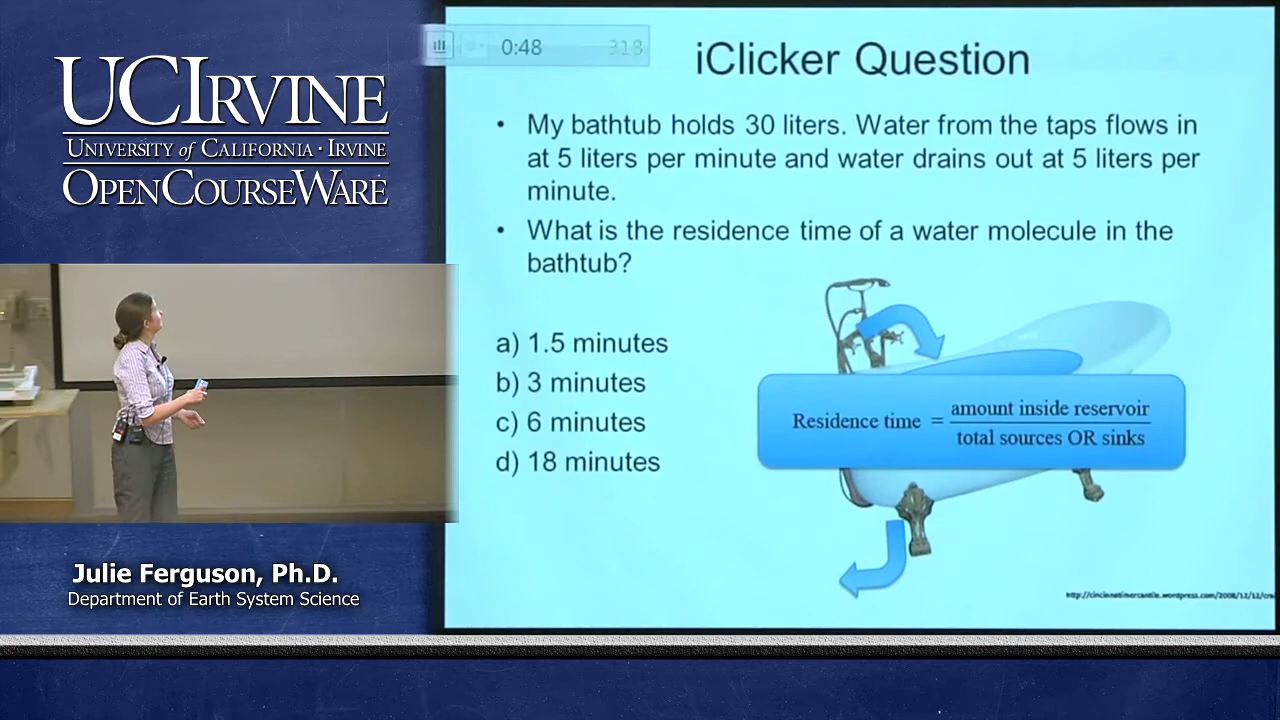 UCIRVINE
UNIVERSITY of CALIFORNIA · IRVINE
OPENCOURSEWARE
0:48 318
iClicker Question
• My bathtub holds 30 liters. Water from the taps flows in
at 5 liters per minute and water drains out at 5 liters per
minute.
• What is the residence time of a water molecule in the
bathtub?
a) 1.5 minutes
b) 3 minutes
c) 6 minutes
d) 18 minutes
Residence time = amount inside reservoir
total sources OR sinks
Julie Ferguson, Ph.D.
Department of Earth System Science